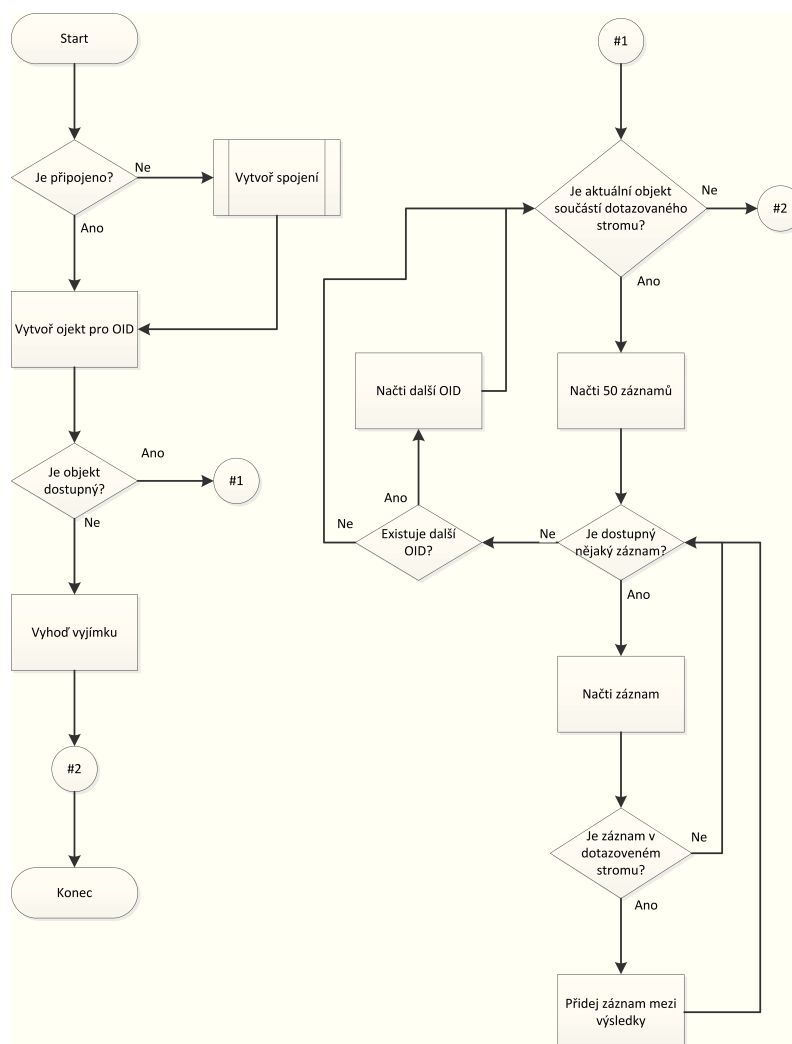 Start
Je připojeno?
Ne
Vytvoř spojení
Ano
Vytvoř ojekt pro OID
Je objekt
dostupný?
Ano
#1
Ne
Vyhoď vyjímku
#2
Konec
#1
Je aktuální objekt
součástí dotazovaného
stromu?
Ne
#2
Ano
Načti další OID
Načti 50 záznamů
Ano
Ne
Existuje další
OID?
Ne
Je dostupný
nějaký záznam?
Ano
Načti záznam
Je záznam v
dotazoveném
stromu?
Ne
Ano
Přidej záznam mezi
výsledky